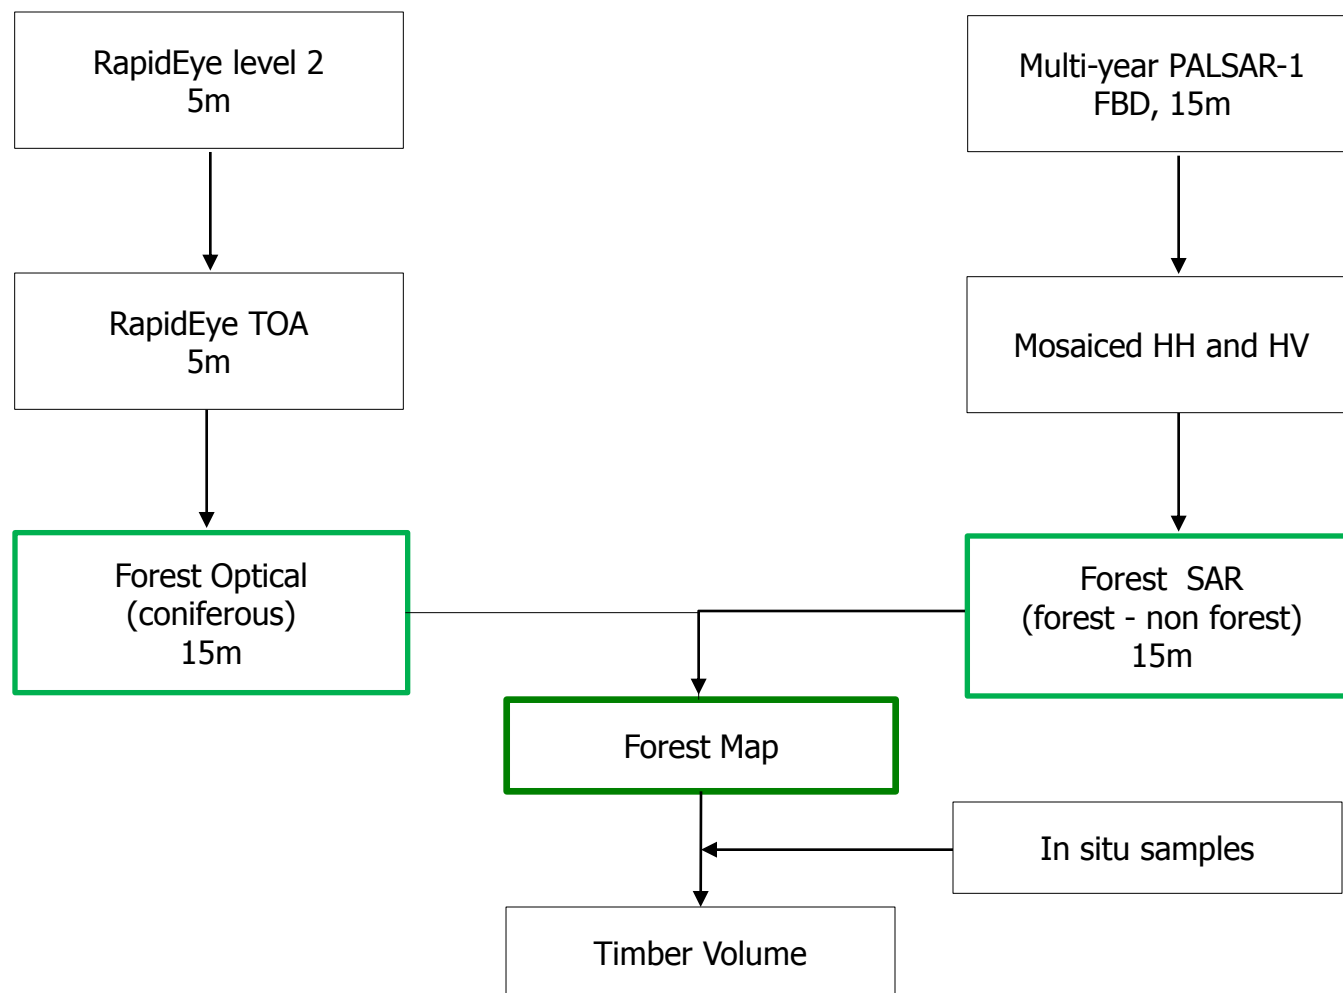 RapidEye level 2
5m
Multi-year PALSAR-1
FBD, 15m
RapidEye TOA
5m
Mosaiced HH and HV
Forest Optical
(coniferous)
15m
Forest  SAR
(forest - non forest)
15m
Forest Map
In situ samples
Timber Volume